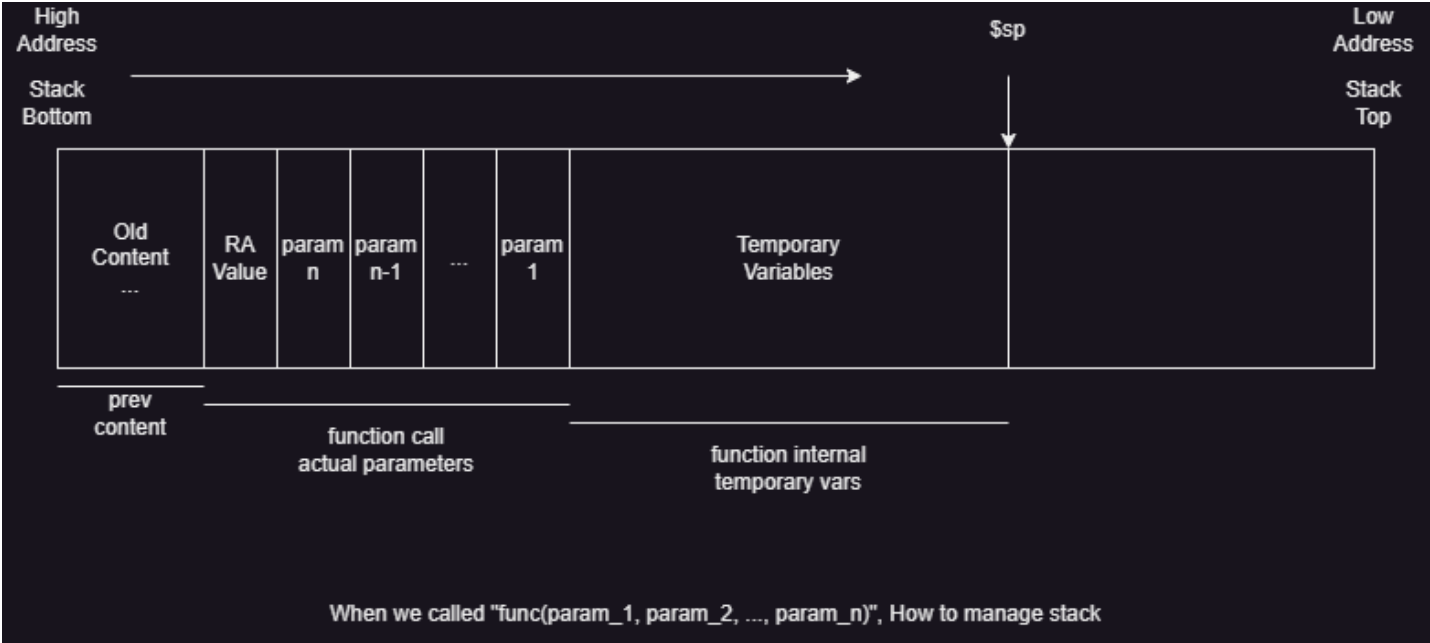 High
Address
$sp
Low
Address
Stack
Bottom
Stack
Top
Old
Content
...
RA
Value
param
n
param
n-1
...
param
1
Temporary
Variables
prev
content
function call
actual parameters
function internal
temporary vars
When we called "func(param_1, param_2, ..., param_n)", How to manage stack